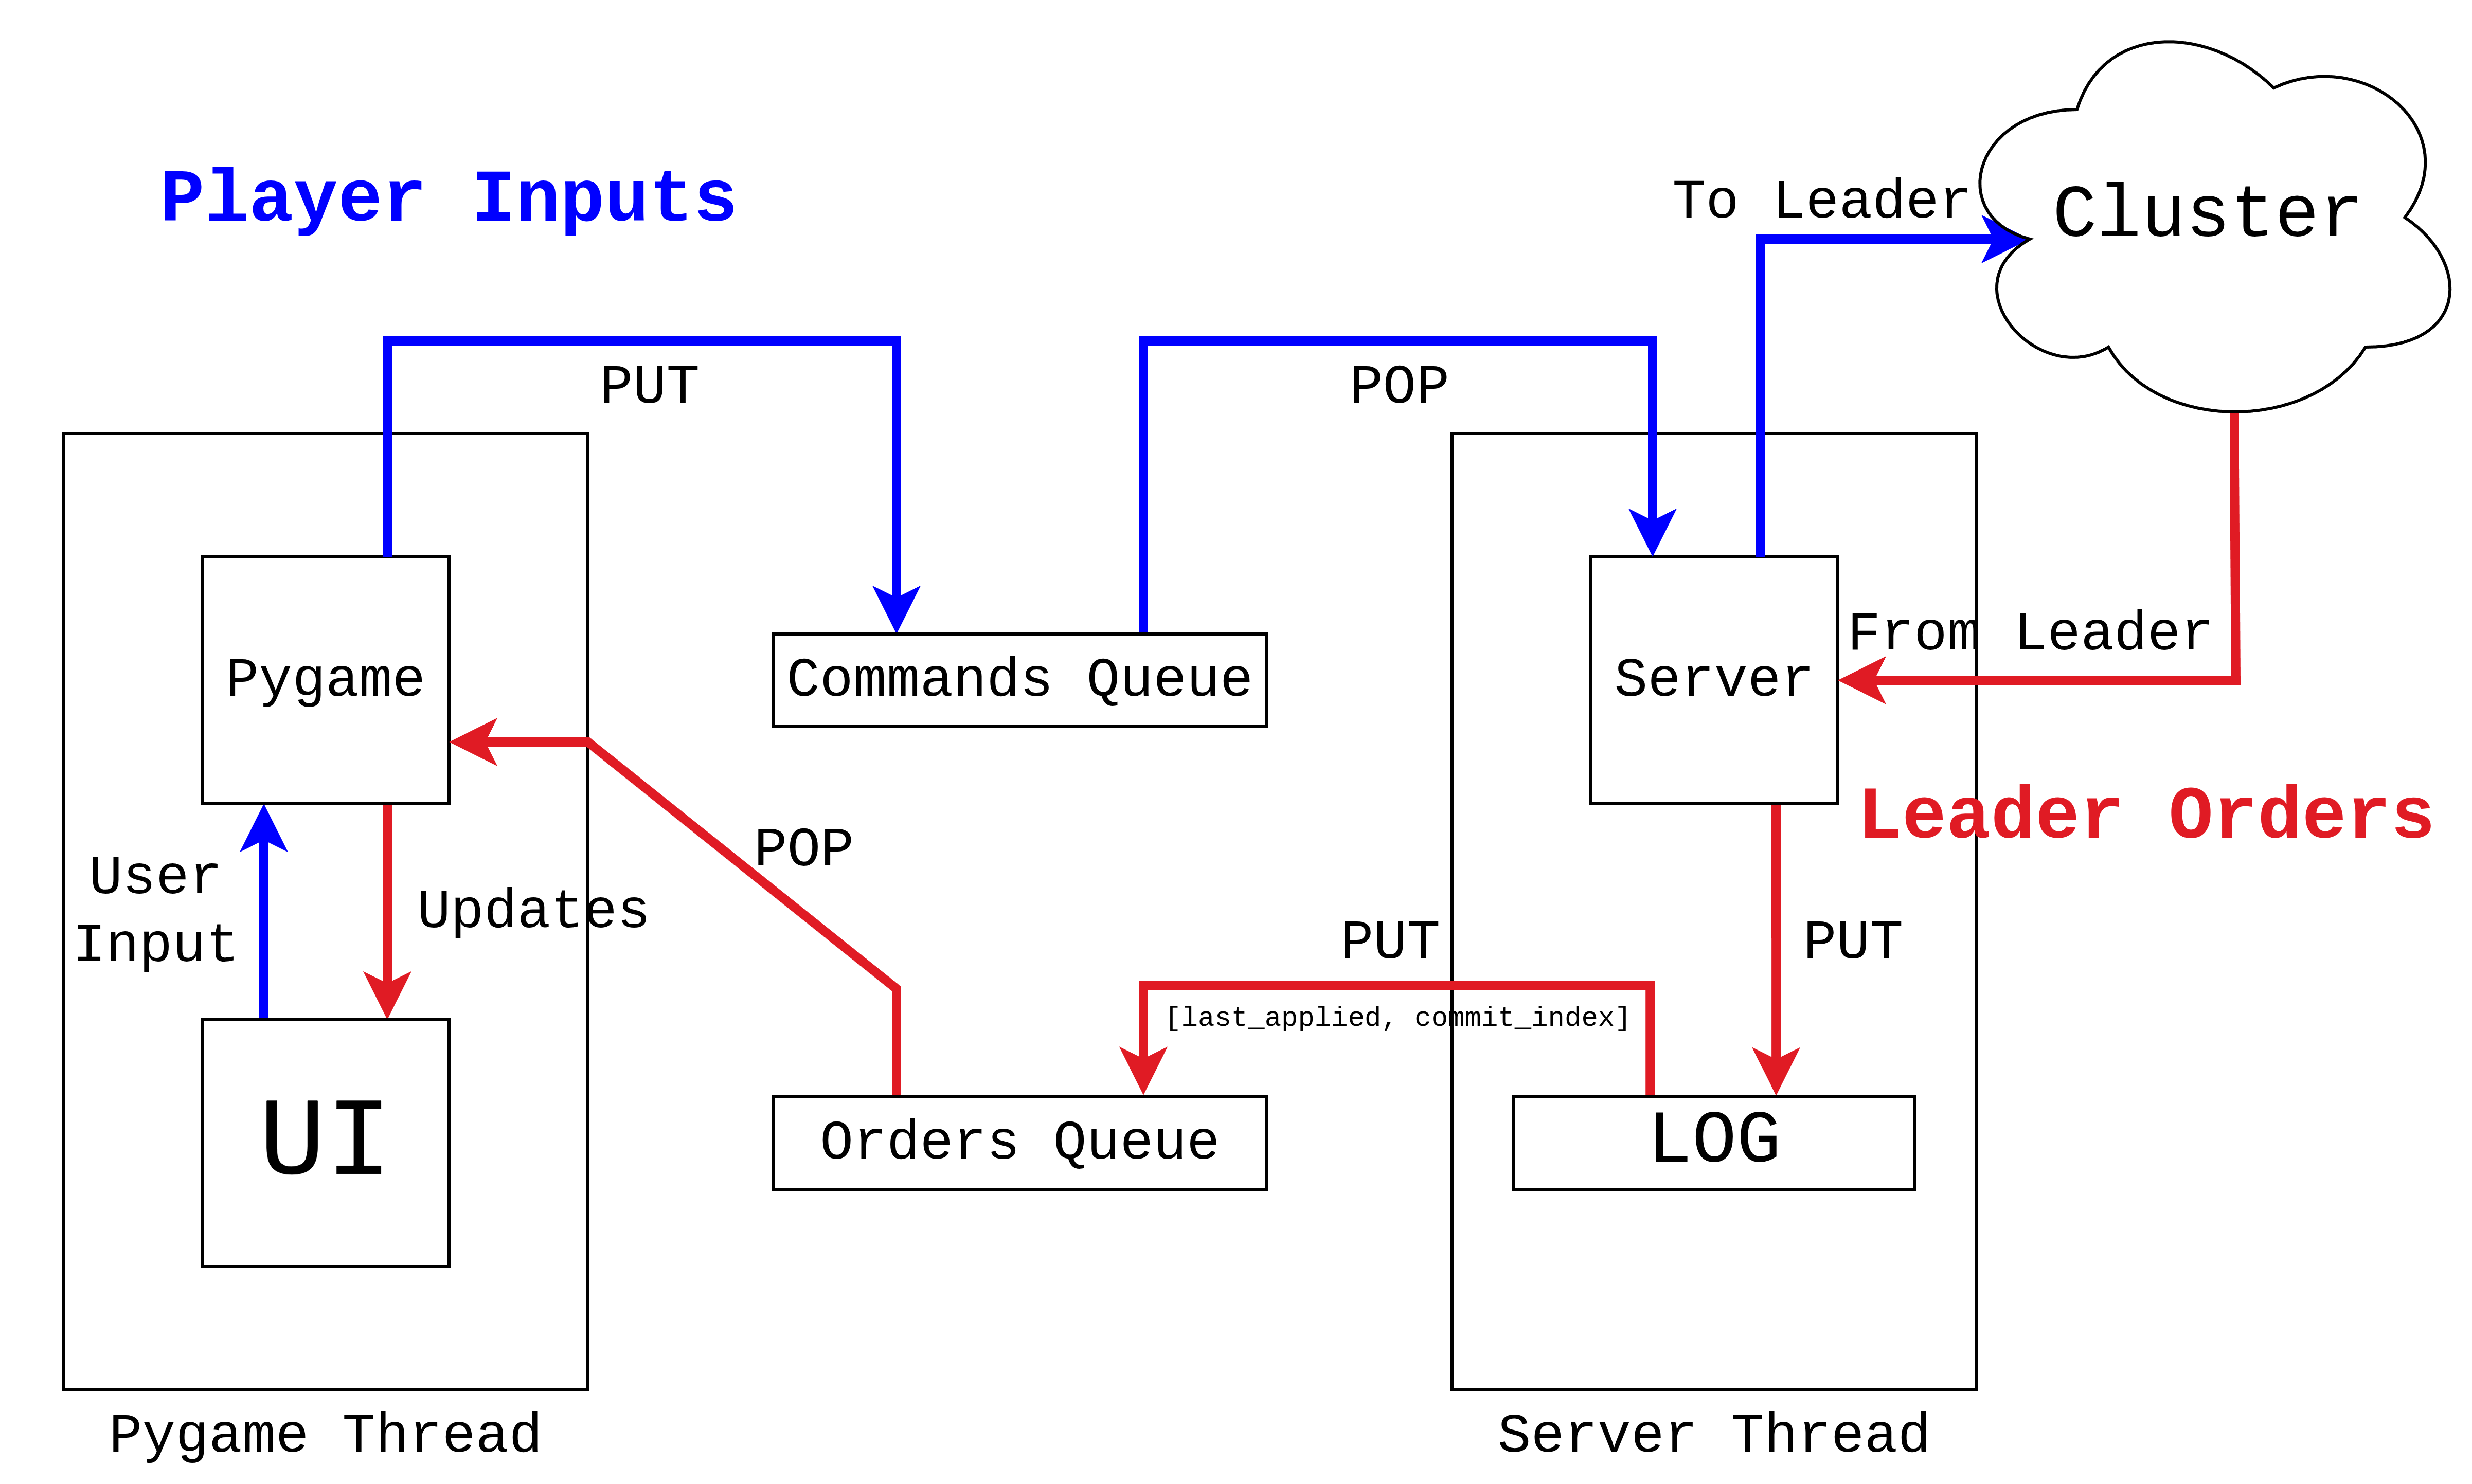 Player Inputs
To Leader
Cluster
PUT
POP
Pygame
Commands Queue
Server
From Leader
Leader Orders
POP
User
Input
Updates
PUT
PUT
[last_applied, commit_index]
UI
Orders Queue
LOG
Pygame Thread
Server Thread